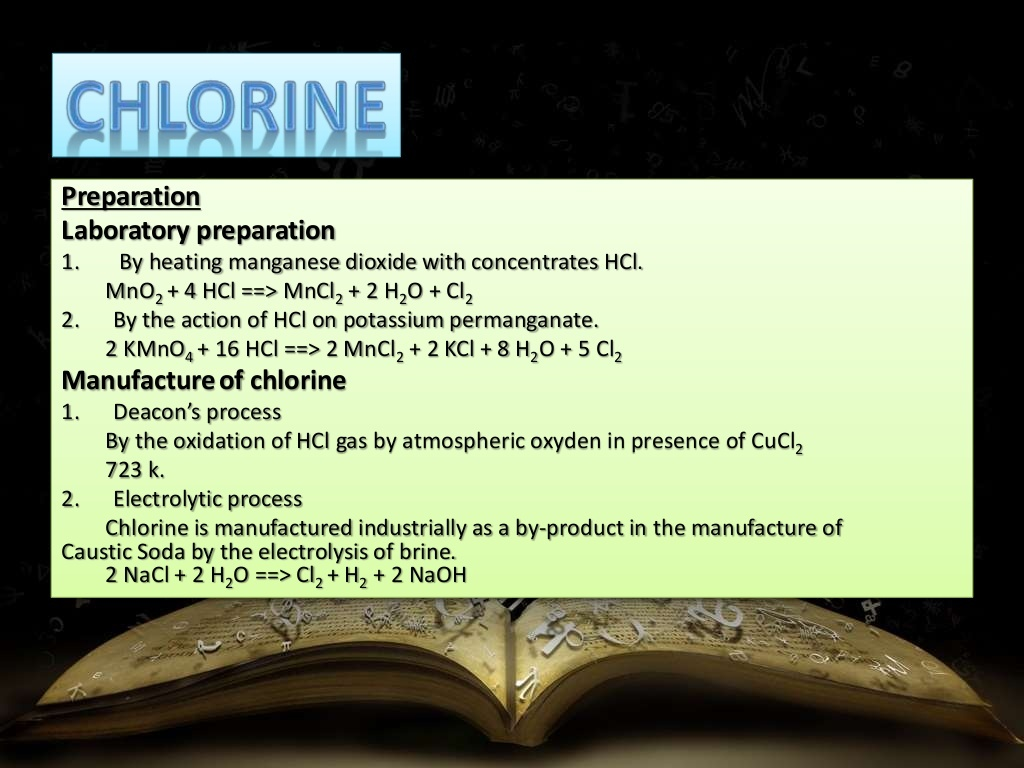 CHLORINE
Preparation
Laboratory preparation
1. By heating manganese dioxide with concentrates HCl.
MnO₂ + 4 HCl ==> MnCl₂ + 2 H₂O + Cl₂
2. By the action of HCl on potassium permanganate.
2 KMnO₄ + 16 HCl ==> 2 MnCl₂ + 2 KCl + 8 H₂O + 5 Cl₂
Manufacture of chlorine
1. Deacon’s process
By the oxidation of HCl gas by atmospheric oxyden in presence of CuCl₂
723 k.
2. Electrolytic process
Chlorine is manufactured industrially as a by-product in the manufacture of
Caustic Soda by the electrolysis of brine.
2 NaCl + 2 H₂O ==> Cl₂ + H₂ + 2 NaOH